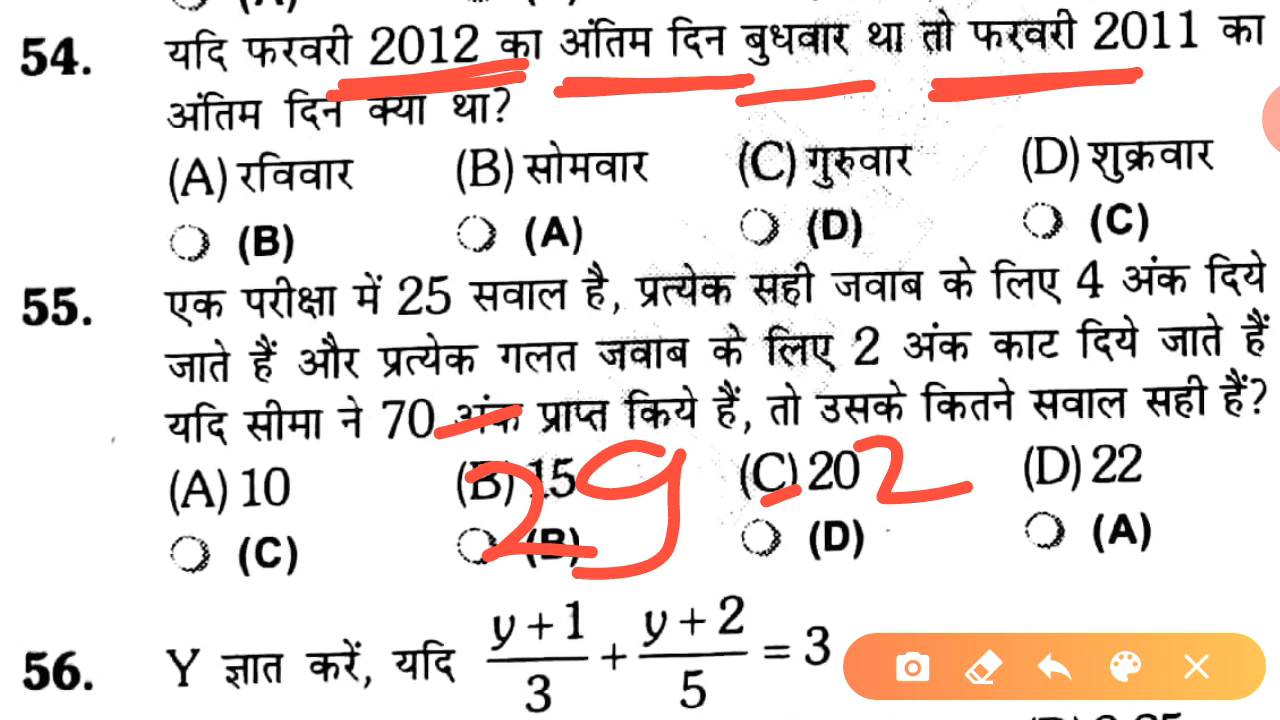 54. यदि फरवरी 2012 का अंतिम दिन बुधवार था तो फरवरी 2011 का
अंतिम दिन क्या था?
(A) रविवार (B) सोमवार (C) गुरुवार (D) शुक्रवार
(B) (A) (D) (C)
55. एक परीक्षा में 25 सवाल है, प्रत्येक सही जवाब के लिए 4 अंक दिये
जाते हैं और प्रत्येक गलत जवाब के लिए 2 अंक काट दिये जाते हैं
यदि सीमा ने 70 अंक प्राप्त किये हैं, तो उसके कितने सवाल सही हैं?
(A) 10 (B) 15 (C) 20 (D) 22
29 2
(C) (B) (D) (A)
56. Y ज्ञात करें, यदि y+1/3 + y+2/5 = 3